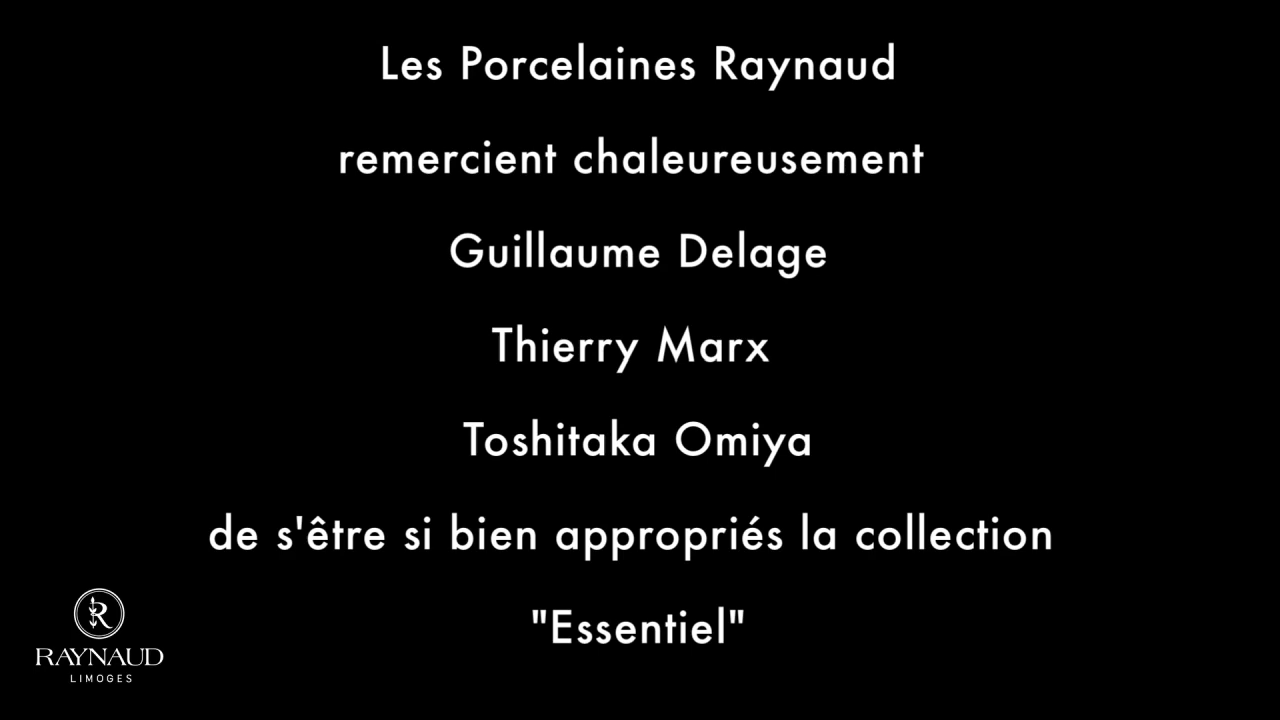 Les Porcelaines Raynaud
remercient chaleureusement
Guillaume Delage
Thierry Marx
Toshitaka Omiya
de s'être si bien appropriés la collection
"Essentiel"
R
RAYNAUD
LIMOGES